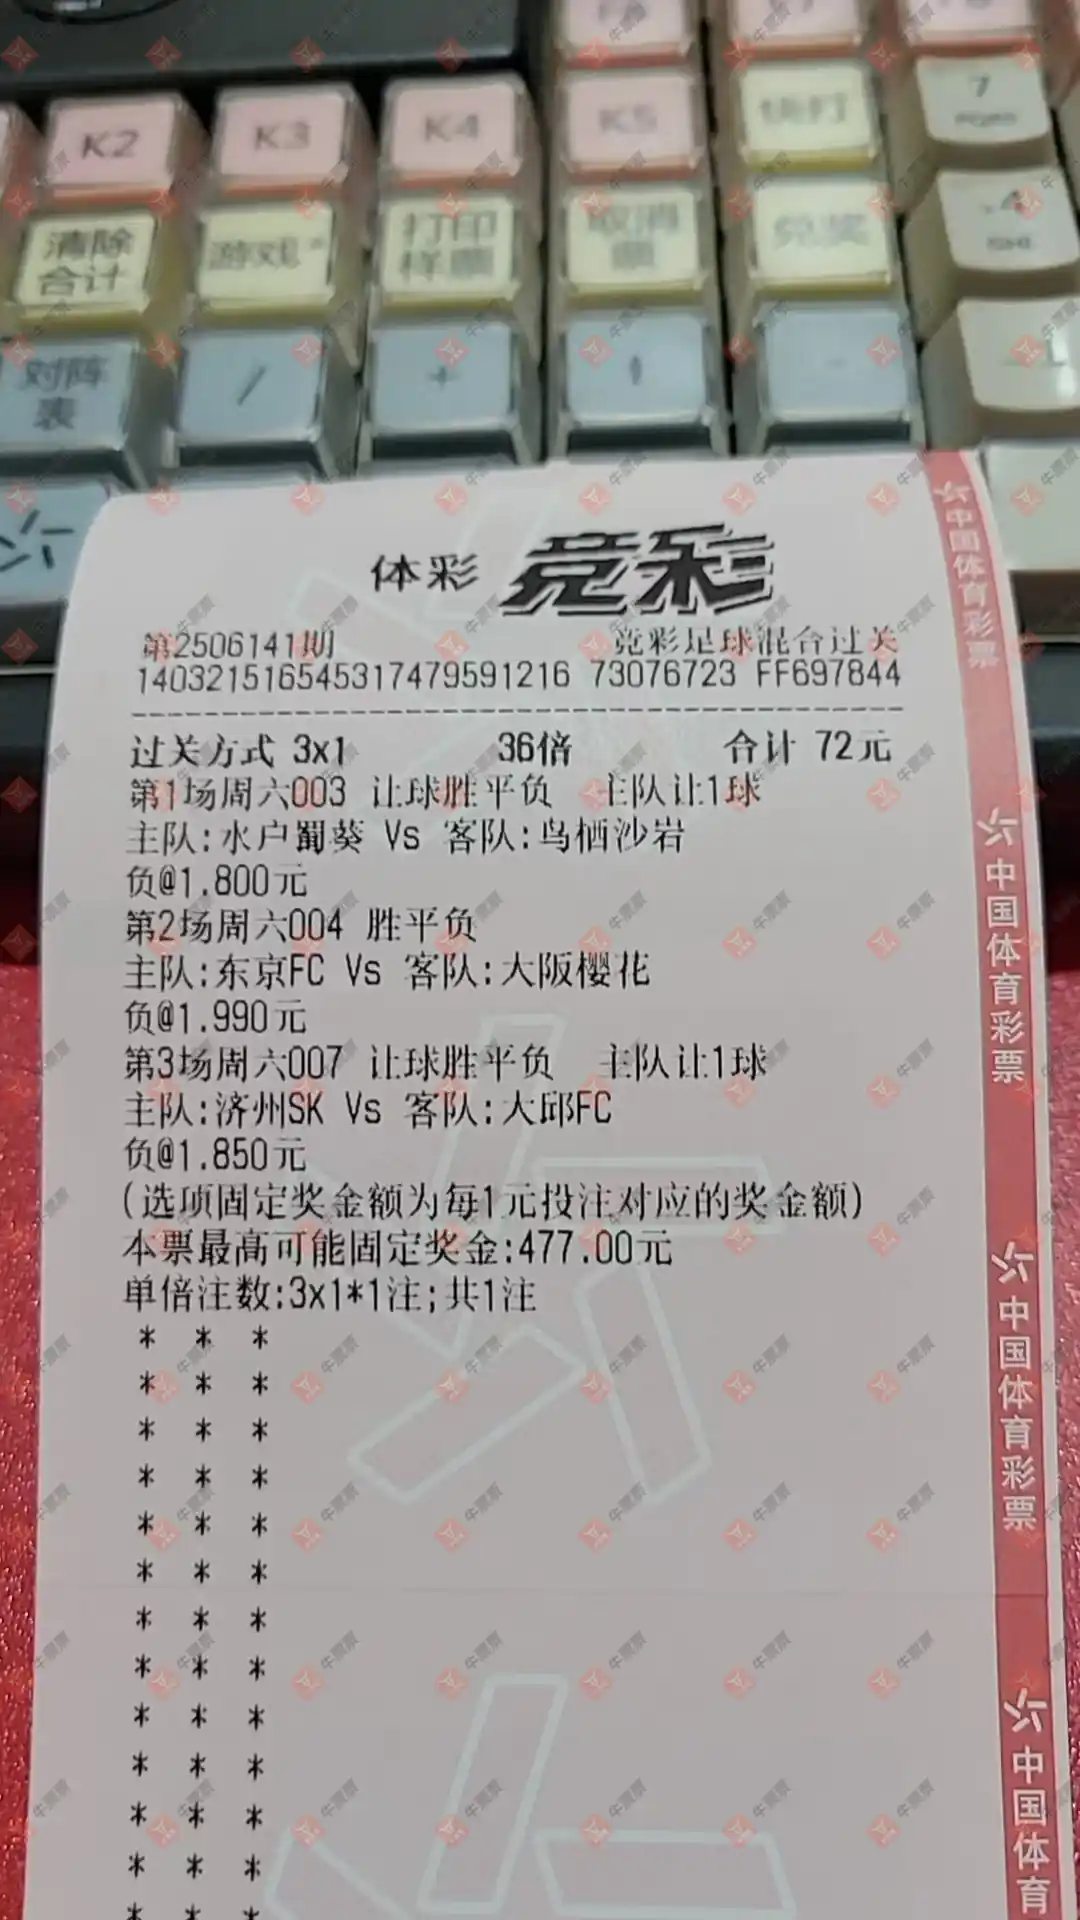 K2 K3 K4 K5 快打 7
清除 游戏 打印 取消 兑奖 4
合计 样票 票 GHI
对阵 / + -
表
体彩 竞彩
第2506141期 竞彩足球混合过关
140321516545317479591216 73076723 FF697844
过关方式 3x1 36倍 合计 72元
第1场周六003 让球胜平负 主队让1球
主队:水户蜀葵 Vs 客队:鸟栖沙岩
负@1.800元
第2场周六004 胜平负
主队:东京FC Vs 客队:大阪樱花
负@1.990元
第3场周六007 让球胜平负 主队让1球
主队:济州SK Vs 客队:大邱FC
负@1.850元
(选项固定奖金额为每1元投注对应的奖金额)
本票最高可能固定奖金:477.00元
单倍注数:3x1*1注;共1注
* * *
* * *
* * *
* * *
* * *
* * *
* * *
* * *
* * *
* * *
* * *
* * *
* * *
中国体育彩票
中国体育彩票
中国体育彩票
中国体育
牛票票